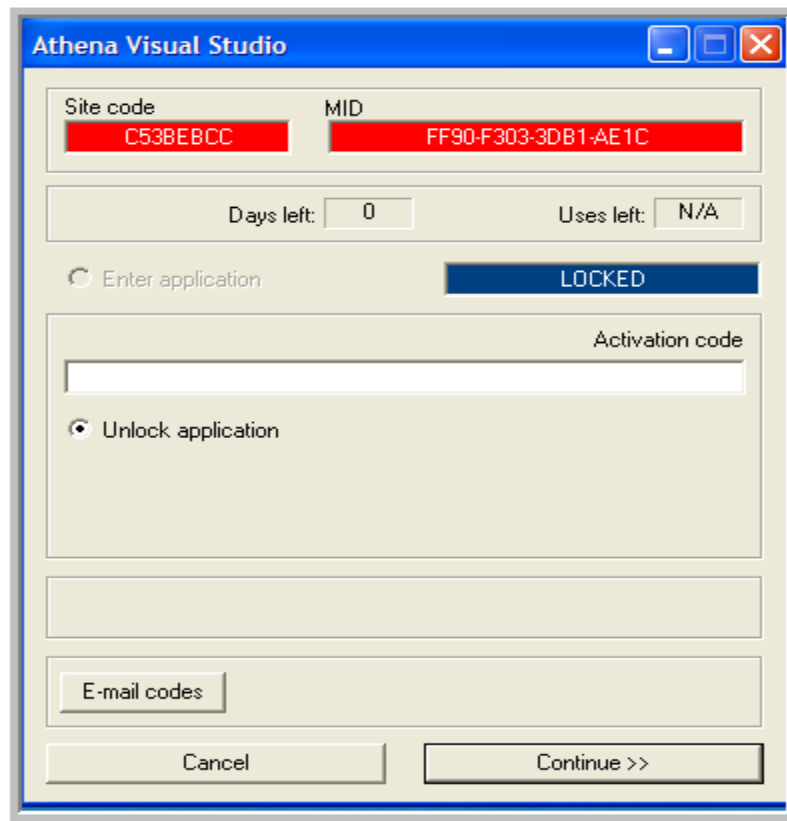 Athena Visual Studio
Site code MID
C53BEBCC FF90-F303-3DB1-AE1C
Days left: 0 Uses left: N/A
Enter application LOCKED
Activation code
Unlock application
E-mail codes
Cancel Continue >>